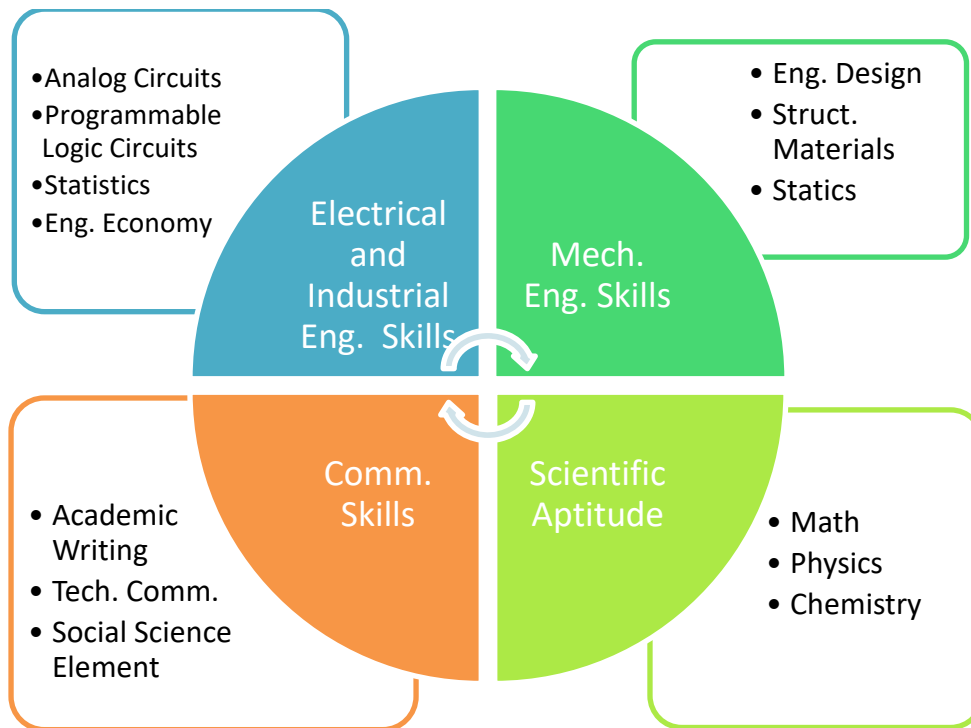 •Analog Circuits
•Programmable
Logic Circuits
•Statistics
•Eng. Economy
Electrical
and
Industrial
Eng. Skills
• Eng. Design
• Struct.
Materials
• Statics
Mech.
Eng. Skills
• Academic
Writing
• Tech. Comm.
• Social Science
Element
Comm.
Skills
Scientific
Aptitude
• Math
• Physics
• Chemistry